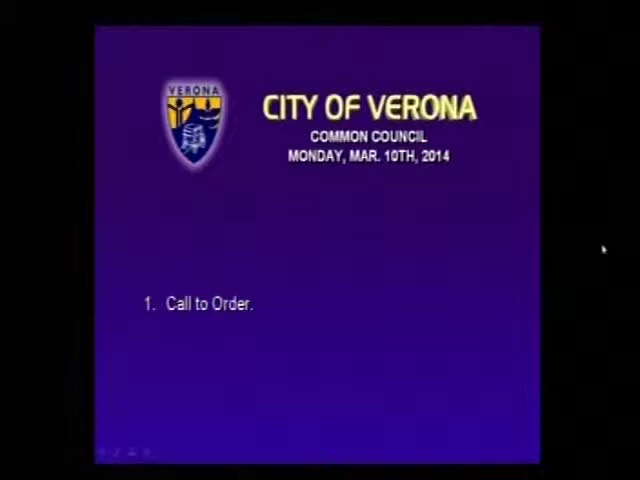 VERONA
CITY OF VERONA
COMMON COUNCIL
MONDAY, MAR. 10TH, 2014
1. Call to Order.